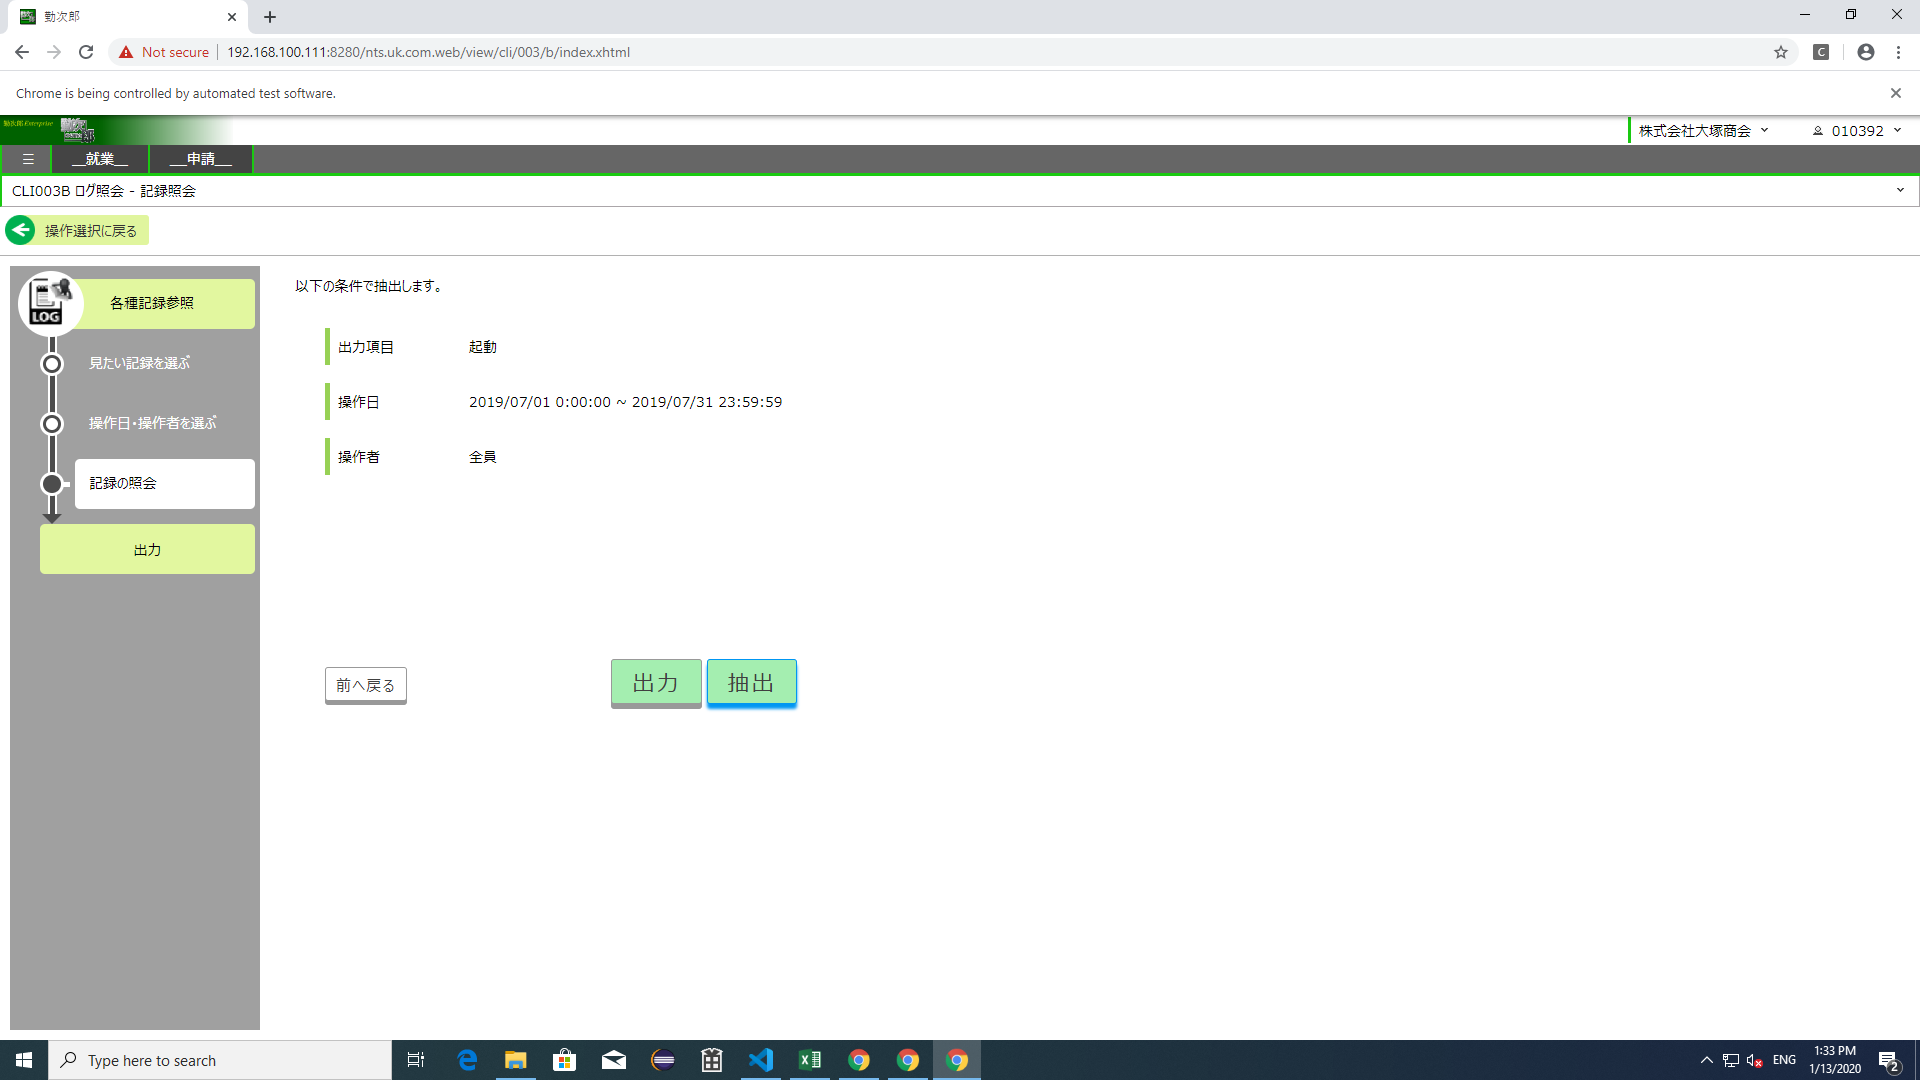 勤次郎
Not secure
192.168.100.111:8280/nts.uk.com.web/view/cli/003/b/index.xhtml
C
Chrome is being controlled by automated test software.
勤次郎 Enterprise
株式会社大塚商会
010392
__就業__
__申請__
CLI003B ログ照会 - 記録照会
操作選択に戻る
LOG
各種記録参照
見たい記録を選ぶ
操作日・操作者を選ぶ
記録の照会
出力
以下の条件で抽出します。
出力項目 起動
操作日 2019/07/01 0:00:00 ~ 2019/07/31 23:59:59
操作者 全員
前へ戻る
出力
抽出
Type here to search
ENG
1:33 PM
1/13/2020
2